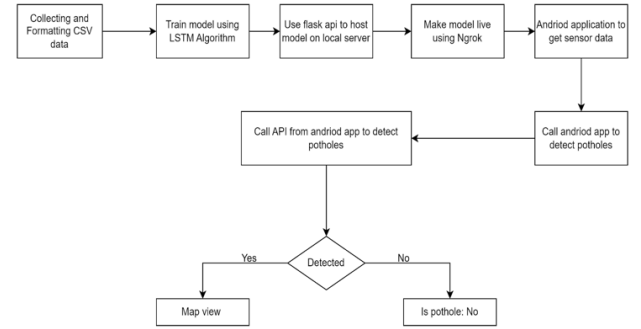 Collecting and
Formatting CSV
data
Train model using
LSTM Algorithm
Use flask api to host
model on local server
Make model live
using Ngrok
Andriod application to
get sensor data
Call API from andriod app to detect
potholes
Call andriod app to
detect potholes
Yes
Detected
No
Map view
Is pothole: No